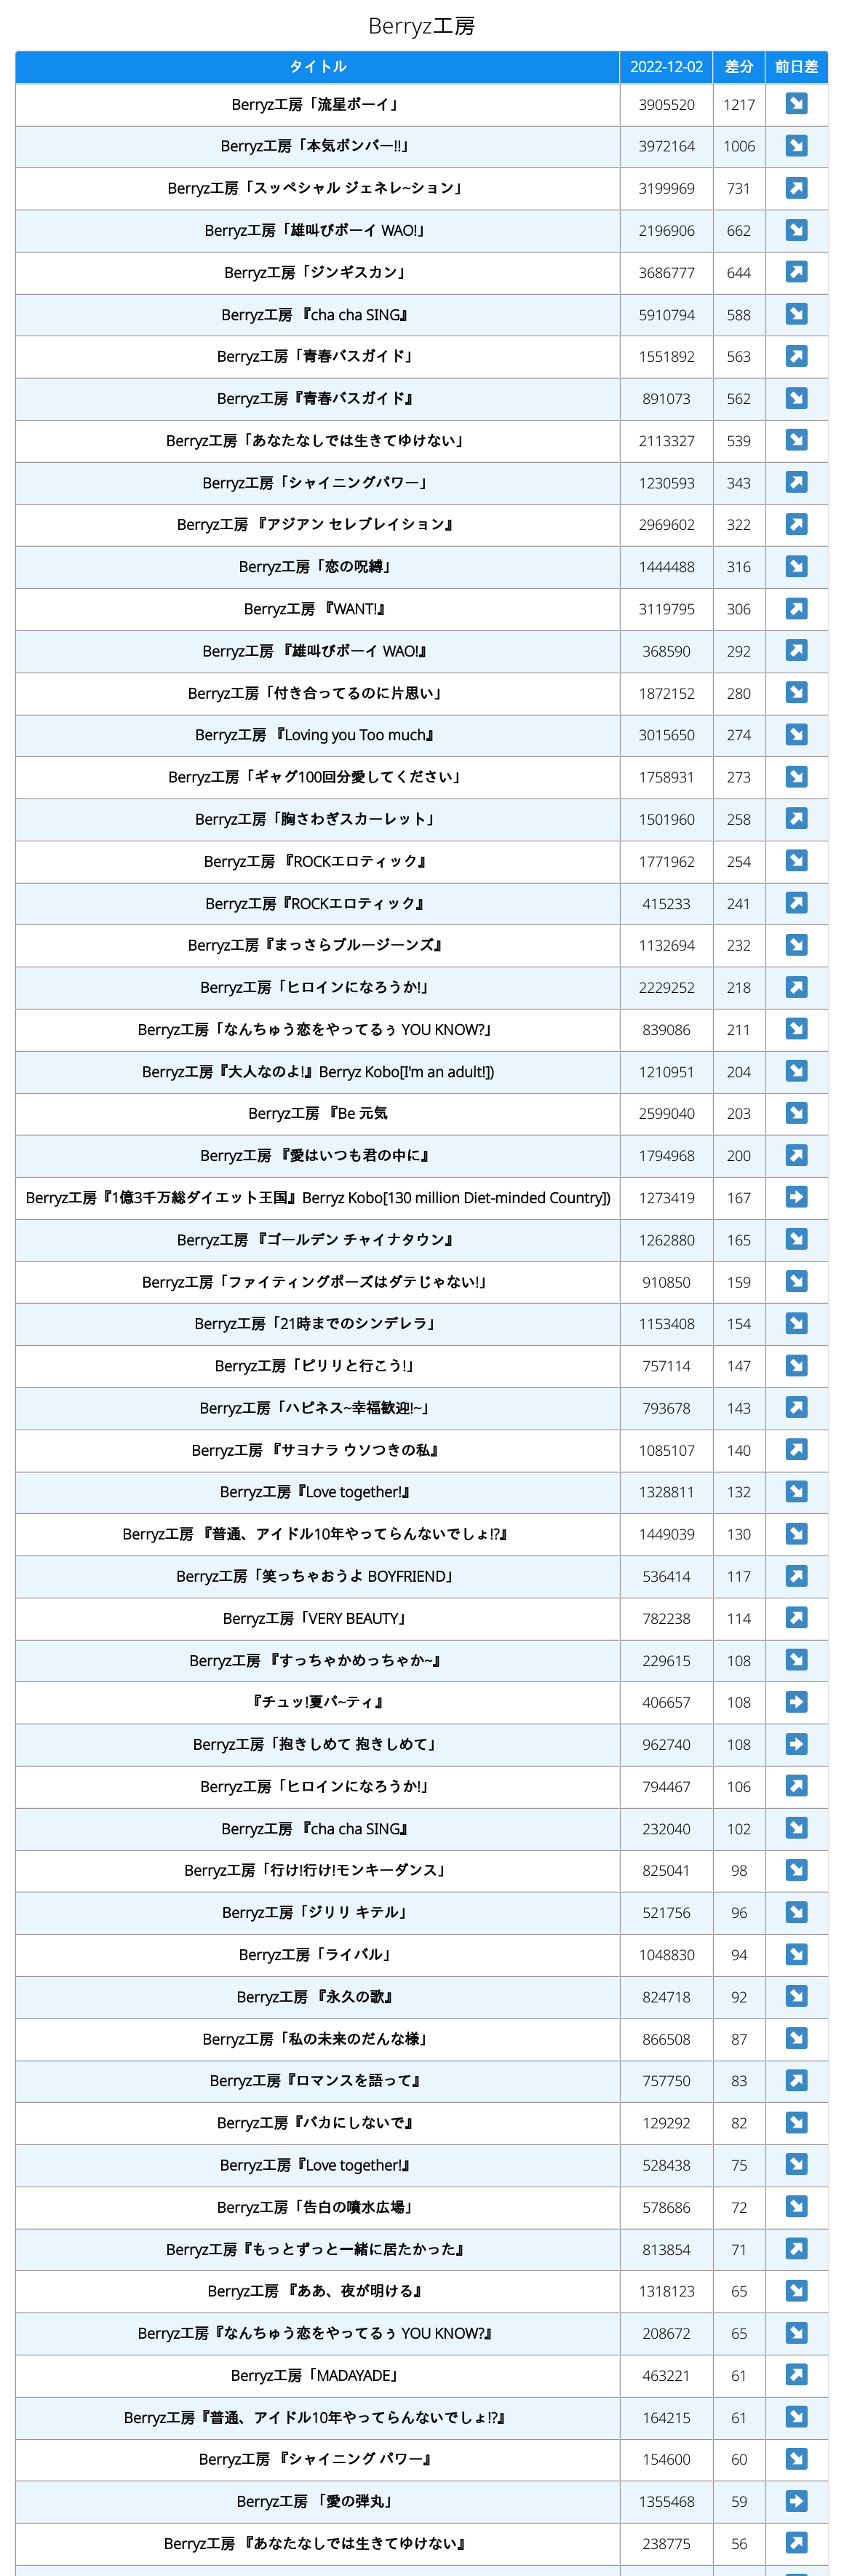 Berryz工房
タイトル 2022-12-02 差分 前日差
Berryz工房「流星ボーイ」 3905520 1217 ↘
Berryz工房「本気ボンバー!!」 3972164 1006 ↘
Berryz工房「スッペシャル ジェネレ~ション」 3199969 731 ↗
Berryz工房「雄叫びボーイ WAO!」 2196906 662 ↘
Berryz工房「ジンギスカン」 3686777 644 ↗
Berryz工房 『cha cha SING』 5910794 588 ↘
Berryz工房「青春バスガイド」 1551892 563 ↗
Berryz工房『青春バスガイド』 891073 562 ↘
Berryz工房「あなたなしでは生きてゆけない」 2113327 539 ↘
Berryz工房「シャイニングパワー」 1230593 343 ↗
Berryz工房 『アジアン セレブレイション』 2969602 322 ↗
Berryz工房「恋の呪縛」 1444488 316 ↘
Berryz工房 『WANT!』 3119795 306 ↗
Berryz工房 『雄叫びボーイ WAO!』 368590 292 ↗
Berryz工房「付き合ってるのに片思い」 1872152 280 ↘
Berryz工房 『Loving you Too much』 3015650 274 ↘
Berryz工房「ギャグ100回分愛してください」 1758931 273 ↘
Berryz工房「胸さわぎスカーレット」 1501960 258 ↗
Berryz工房 『ROCKエロティック』 1771962 254 ↘
Berryz工房『ROCKエロティック』 415233 241 ↗
Berryz工房『まっさらブルージーンズ』 1132694 232 ↘
Berryz工房「ヒロインになろうか!」 2229252 218 ↗
Berryz工房「なんちゅう恋をやってるぅ YOU KNOW?」 839086 211 ↘
Berryz工房『大人なのよ!』Berryz Kobo[I'm an adult!]) 1210951 204 ↘
Berryz工房 『Be 元気 2599040 203 ↘
Berryz工房 『愛はいつも君の中に』 1794968 200 ↗
Berryz工房『1億3千万総ダイエット王国』Berryz Kobo[130 million Diet-minded Country]) 1273419 167 ➡
Berryz工房 『ゴールデン チャイナタウン』 1262880 165 ↘
Berryz工房「ファイティングポーズはダテじゃない!」 910850 159 ↘
Berryz工房「21時までのシンデレラ」 1153408 154 ↘
Berryz工房「ピリリと行こう!」 757114 147 ↘
Berryz工房「ハピネス~幸福歓迎!~」 793678 143 ↗
Berryz工房 『サヨナラ ウソつきの私』 1085107 140 ↗
Berryz工房『Love together!』 1328811 132 ↘
Berryz工房 『普通、アイドル10年やってらんないでしょ!?』 1449039 130 ↘
Berryz工房「笑っちゃおうよ BOYFRIEND」 536414 117 ↗
Berryz工房「VERY BEAUTY」 782238 114 ↗
Berryz工房 『すっちゃかめっちゃか~』 229615 108 ↘
『チュッ!夏パ~ティ』 406657 108 ➡
Berryz工房「抱きしめて 抱きしめて」 962740 108 ➡
Berryz工房「ヒロインになろうか!」 794467 106 ↗
Berryz工房 『cha cha SING』 232040 102 ↘
Berryz工房「行け!行け!モンキーダンス」 825041 98 ↘
Berryz工房「ジリリ キテル」 521756 96 ↘
Berryz工房「ライバル」 1048830 94 ↘
Berryz工房 『永久の歌』 824718 92 ↘
Berryz工房「私の未来のだんな様」 866508 87 ↘
Berryz工房『ロマンスを語って』 757750 83 ↗
Berryz工房『バカにしないで』 129292 82 ↘
Berryz工房『Love together!』 528438 75 ↘
Berryz工房「告白の噴水広場」 578686 72 ↘
Berryz工房『もっとずっと一緒に居たかった』 813854 71 ↗
Berryz工房 『ああ、夜が明ける』 1318123 65 ↘
Berryz工房『なんちゅう恋をやってるぅ YOU KNOW?』 208672 65 ↘
Berryz工房「MADAYADE」 463221 61 ↗
Berryz工房『普通、アイドル10年やってらんないでしょ!?』 164215 61 ↘
Berryz工房 『シャイニング パワー』 154600 60 ↘
Berryz工房 「愛の弾丸」 1355468 59 ➡
Berryz工房 『あなたなしでは生きてゆけない』 238775 56 ↗